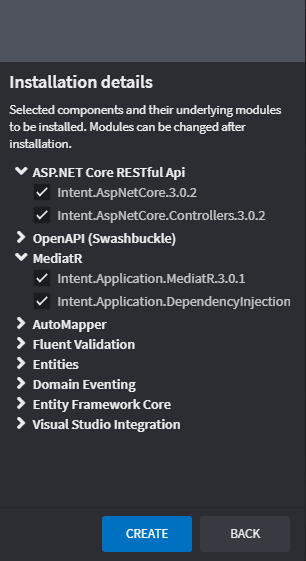 Installation details
Selected components and their underlying modules
to be installed. Modules can be changed after
installation.
ASP.NET Core RESTful Api
Intent.AspNetCore.3.0.2
Intent.AspNetCore.Controllers.3.0.2
OpenAPI (Swashbuckle)
MediatR
Intent.Application.MediatR.3.0.1
Intent.Application.DependencyInjection
AutoMapper
Fluent Validation
Entities
Domain Eventing
Entity Framework Core
Visual Studio Integration
CREATE BACK